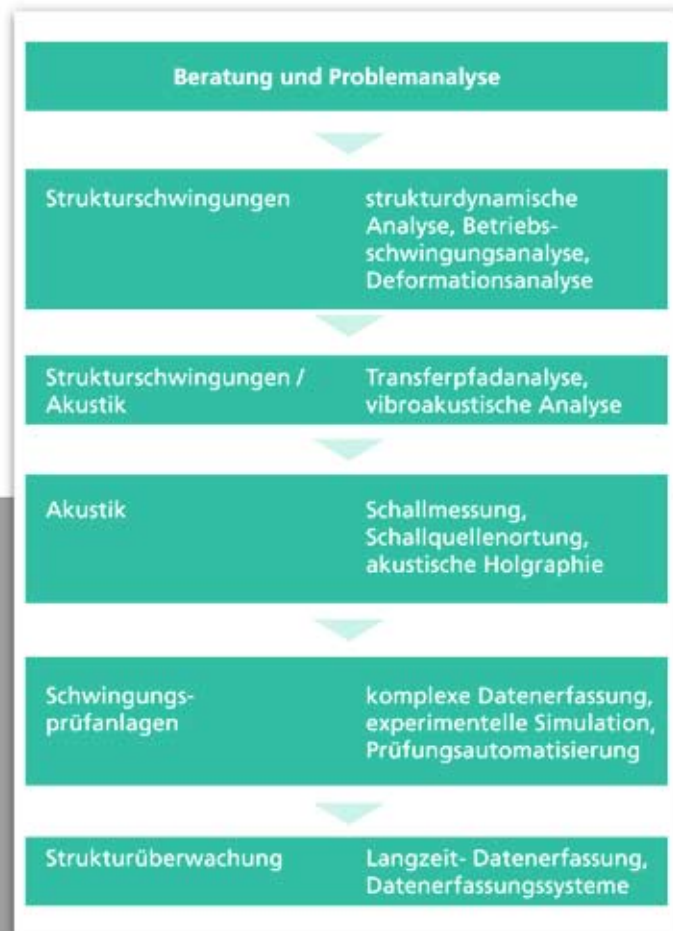 Beratung und Problemanalyse
Strukturschwingungen
strukturdynamische
Analyse, Betriebs-
schwingungsanalyse,
Deformationsanalyse
Strukturschwingungen /
Akustik
Transferpfadanalyse,
vibroakustische Analyse
Akustik
Schallmessung,
Schallquellenortung,
akustische Holgraphie
Schwingungs-
prüfanlagen
komplexe Datenerfassung,
experimentelle Simulation,
Prüfungsautomatisierung
Strukturüberwachung
Langzeit- Datenerfassung,
Datenerfassungssysteme